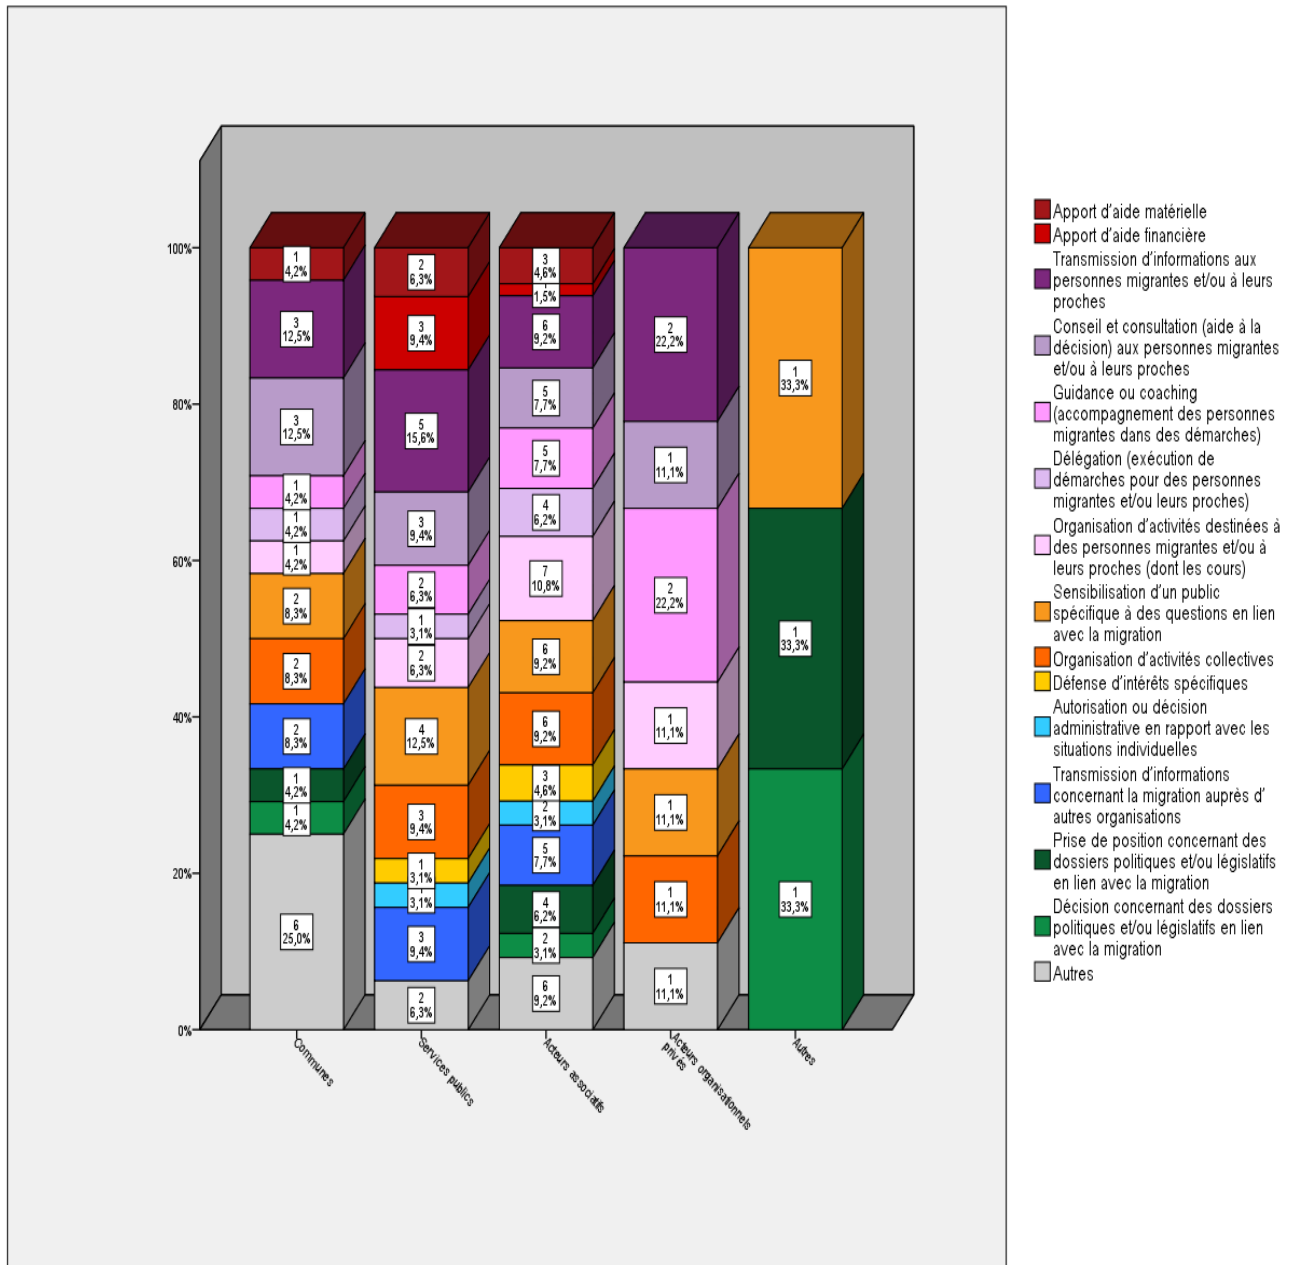 100%
80%
60%
40%
20%
0%
1
4,2%
3
12,5%
3
12,5%
1
4,2%
1
4,2%
1
4,2%
2
8,3%
2
8,3%
2
8,3%
1
4,2%
1
4,2%
6
25,0%
2
6,3%
3
9,4%
5
15,6%
3
9,4%
2
6,3%
1
3,1%
2
6,3%
4
12,5%
3
9,4%
1
3,1%
3,1%
3
9,4%
2
6,3%
3
4,6%
1,5%
6
9,2%
5
7,7%
5
7,7%
4
6,2%
7
10,8%
6
9,2%
6
9,2%
3
4,6%
2
3,1%
5
7,7%
4
6,2%
2
3,1%
6
9,2%
2
22,2%
1
11,1%
2
22,2%
1
11,1%
1
11,1%
1
11,1%
1
11,1%
1
33,3%
1
33,3%
1
33,3%
Communes
Services publics
Acteurs associatifs
Acteurs organisationnels
privés
Autres
Apport d'aide matérielle
Apport d'aide financière
Transmission d'informations aux
personnes migrantes et/ou à leurs
proches
Conseil et consultation (aide à la
décision) aux personnes migrantes
et/ou à leurs proches
Guidance ou coaching
(accompagnement des personnes
migrantes dans des démarches)
Délégation (exécution de
démarches pour des personnes
migrantes et/ou leurs proches)
Organisation d'activités destinées à
des personnes migrantes et/ou à
leurs proches (dont les cours)
Sensibilisation d'un public
spécifique à des questions en lien
avec la migration
Organisation d'activités collectives
Défense d'intérêts spécifiques
Autorisation ou décision
administrative en rapport avec les
situations individuelles
Transmission d'informations
concernant la migration auprès d'
autres organisations
Prise de position concernant des
dossiers politiques et/ou législatifs
en lien avec la migration
Décision concernant des dossiers
politiques et/ou législatifs en lien
avec la migration
Autres